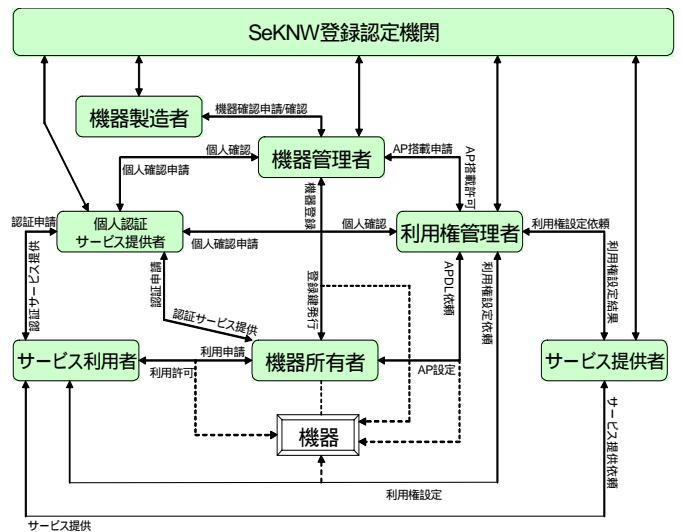 SeKNW登録認定機関
機器製造者
機器確認申請/確認
個人確認
機器管理者
AP搭載申請
個人確認申請
AP搭載許可
機器登録
認証申請
個人認証
サービス提供者
個人確認
個人確認申請
利用権管理者
利用権設定依頼
認証サービス提供
認証申請
登録鍵発行
APDL依頼
利用権設定依頼
利用権設定結果
認証サービス提供
サービス利用者
利用申請
利用許可
機器所有者
AP設定
サービス提供者
機器
サービス提供依頼
利用権設定
サービス提供